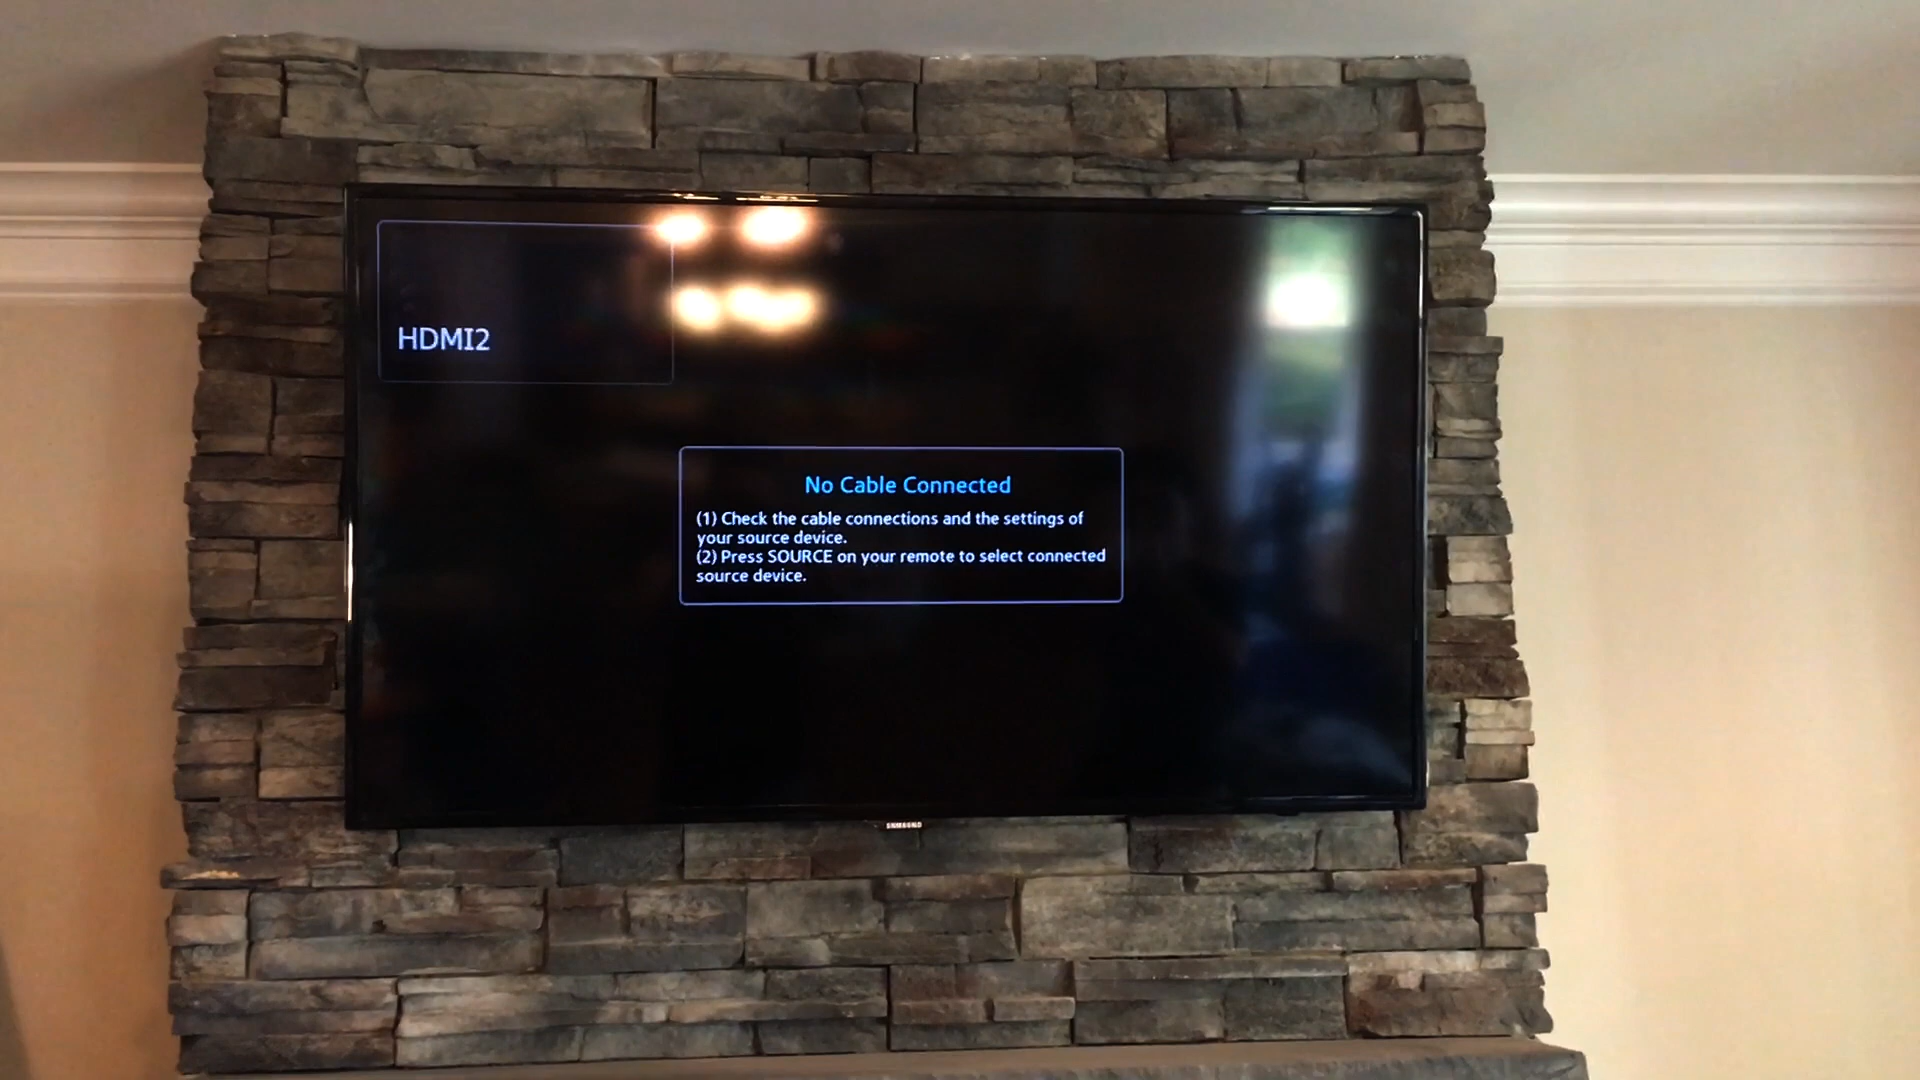 HDMI2
No Cable Connected
(1) Check the cable connections and the settings of
your source device.
(2) Press SOURCE on your remote to select connected
source device.
SAMSUNG